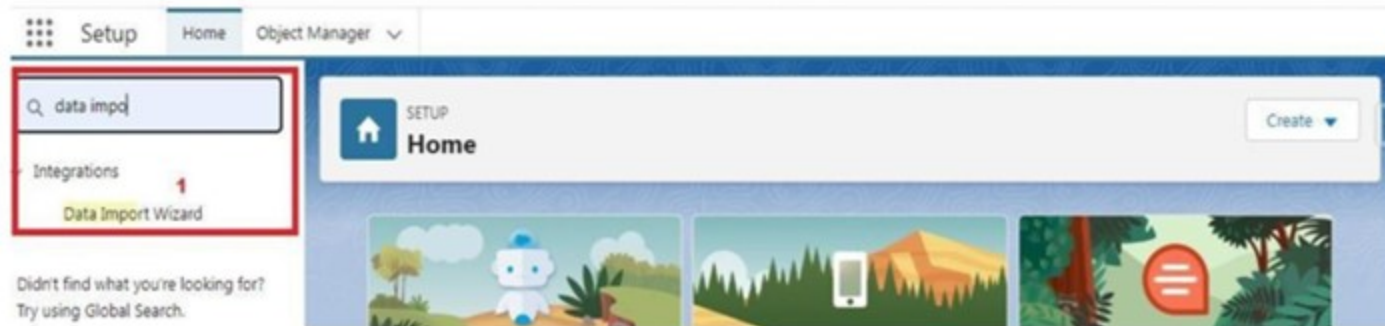 Setup Home Object Manager
data impo
Integrations
1
Data Import Wizard
Didn't find what you're looking for?
Try using Global Search.
SETUP
Home
Create